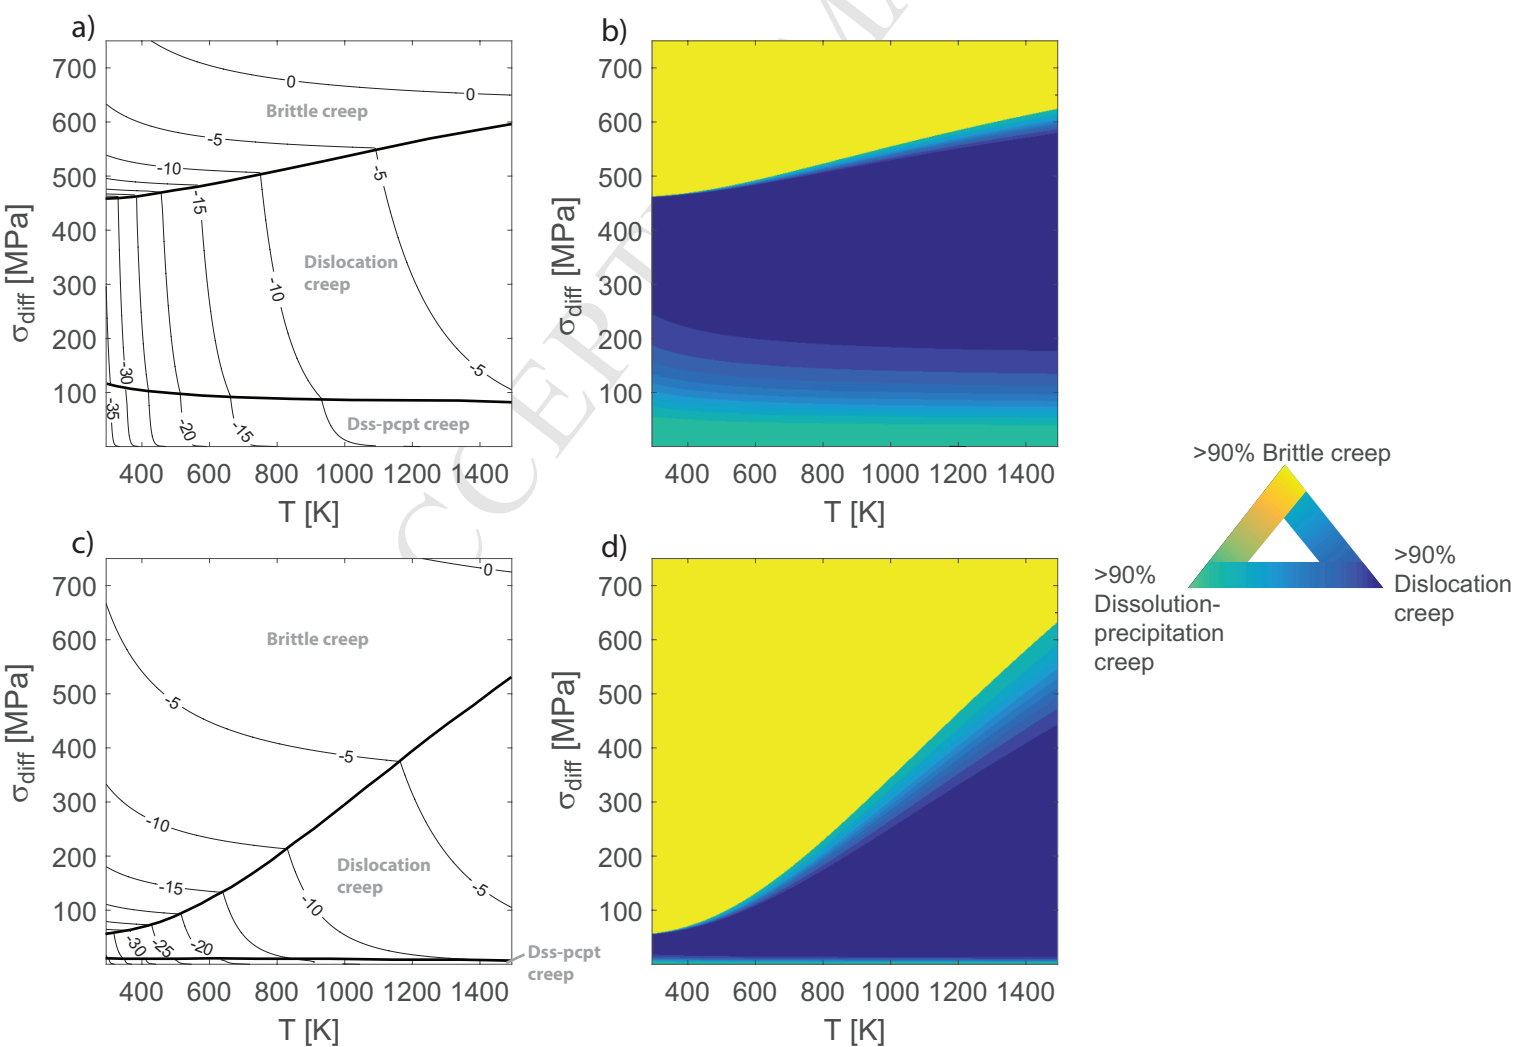 a)
b)
700
600
500
400
300
200
100
σdiff [MPa]
0
0
Brittle creep
-5
-10
-15
-5
Dislocation
creep
-10
-30
-35
-20
-15
-5
Dss-pcpt creep
400 600 800 1000 1200 1400
T [K]
700
600
500
400
300
200
100
σdiff [MPa]
400 600 800 1000 1200 1400
T [K]
ACCEPTED MA
>90% Brittle creep
>90%
Dissolution-
precipitation
creep
>90%
Dislocation
creep
c)
d)
700
600
500
400
300
200
100
σdiff [MPa]
0
Brittle creep
-5
-5
-10
-15
Dislocation
creep
-5
-10
-30
-25
-20
Dss-pcpt
creep
400 600 800 1000 1200 1400
T [K]
700
600
500
400
300
200
100
σdiff [MPa]
400 600 800 1000 1200 1400
T [K]